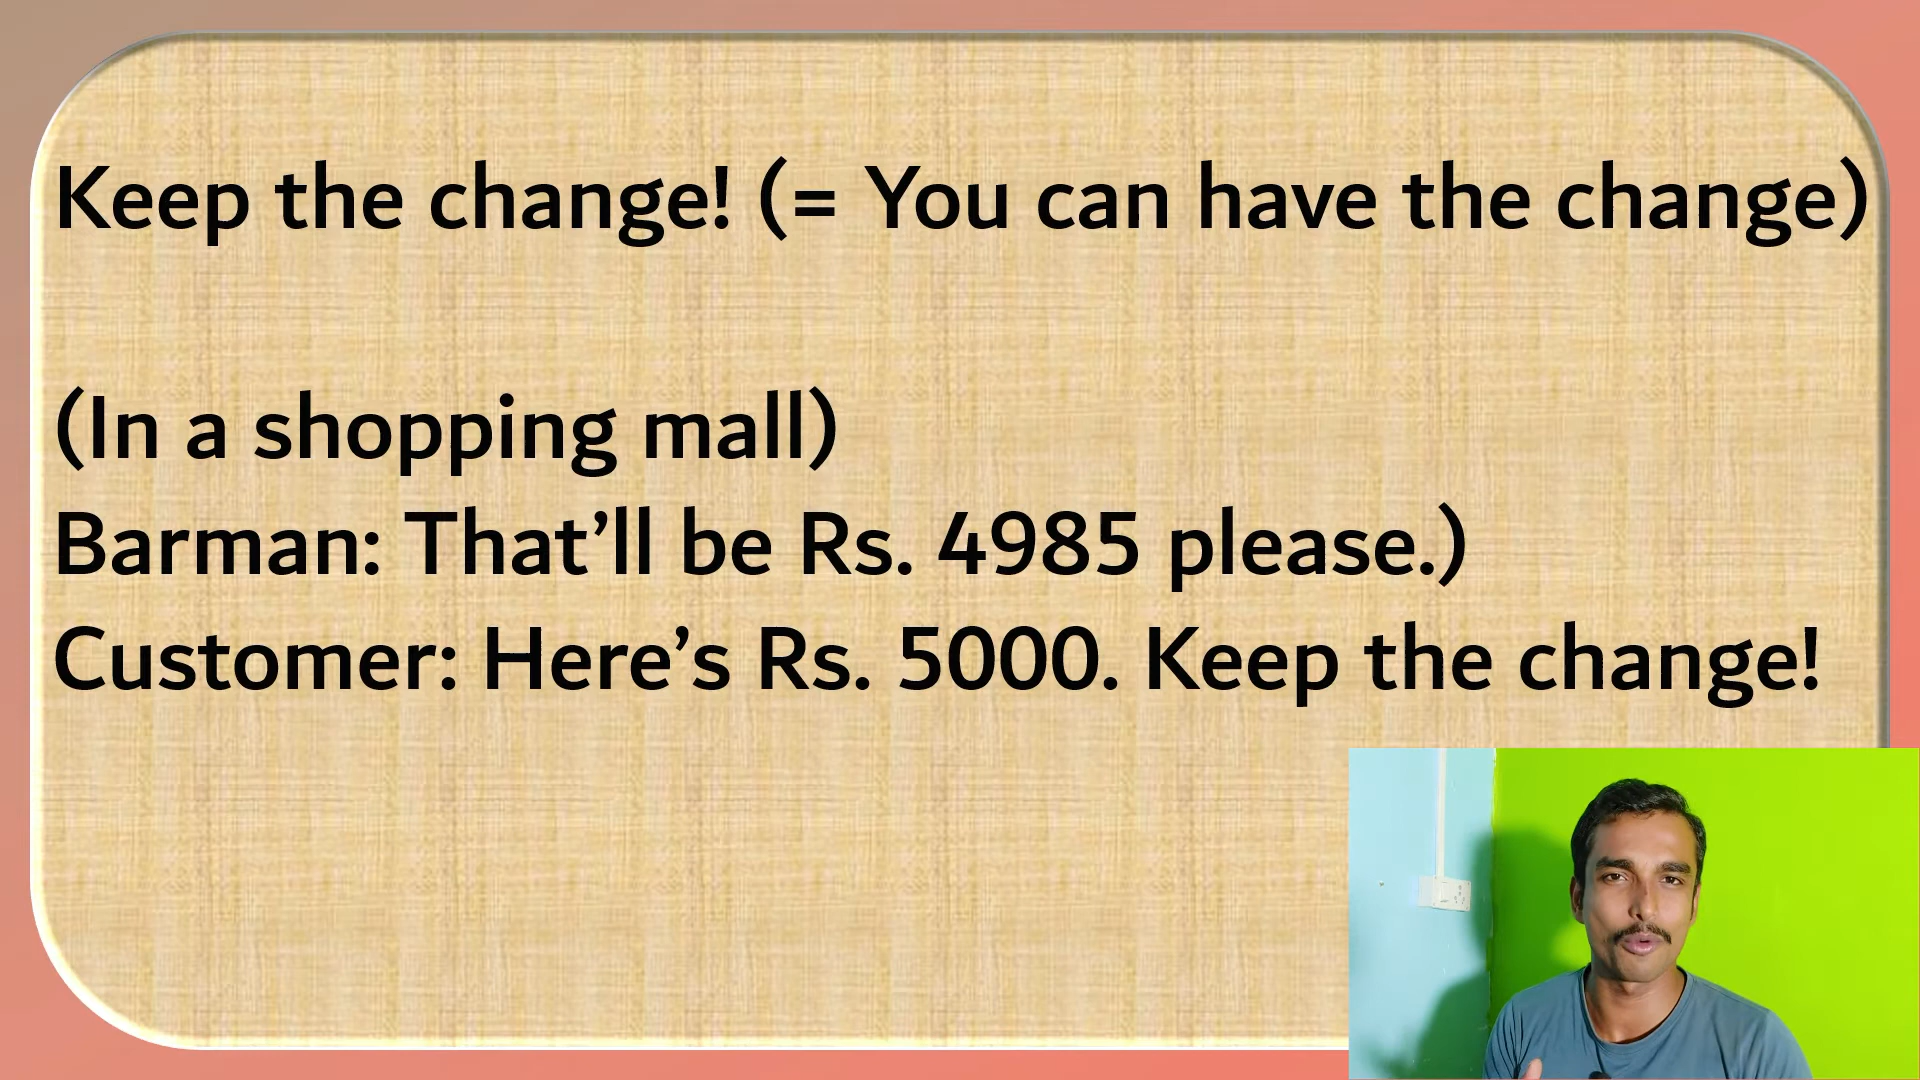 Keep the change! (= You can have the change)
(In a shopping mall)
Barman: That’ll be Rs. 4985 please.)
Customer: Here’s Rs. 5000. Keep the change!